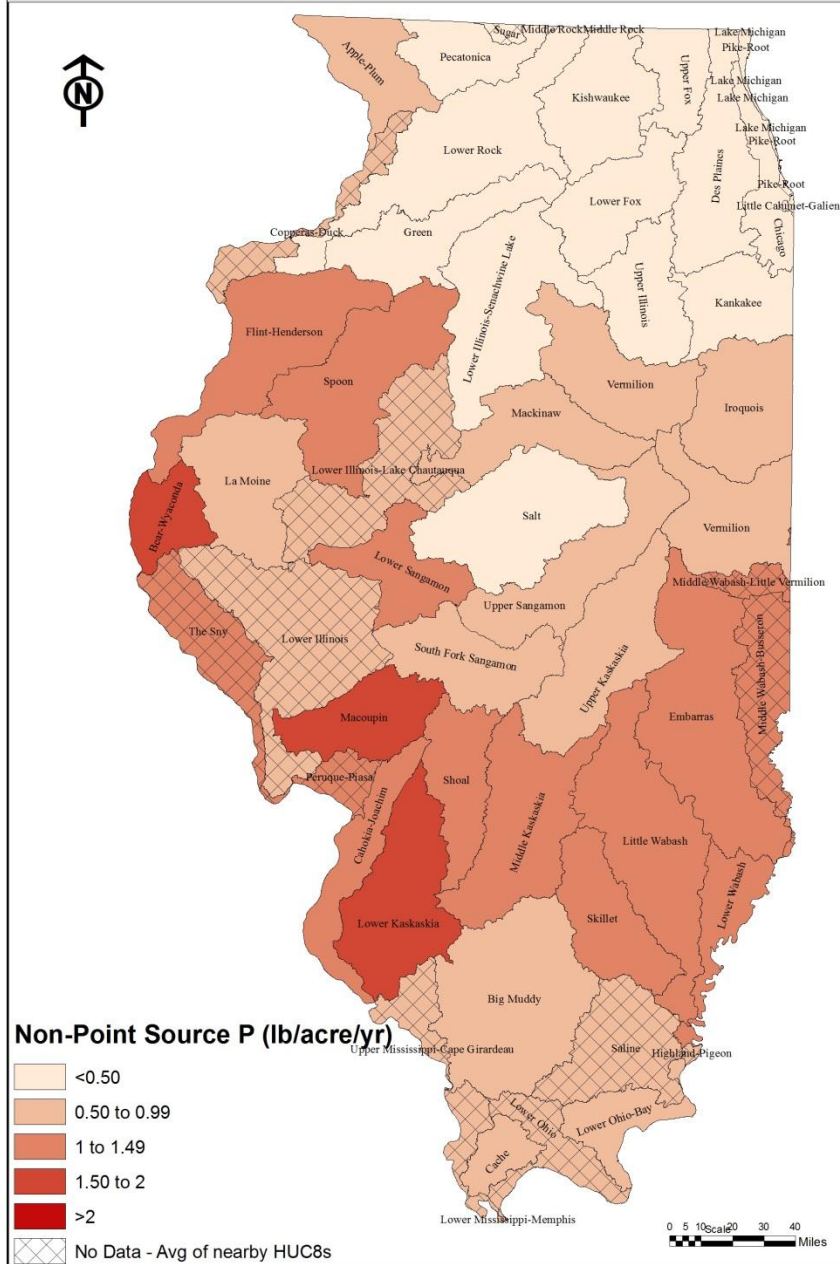 Sugar
Middle Rock
Middle Rock
Lake Michigan
Pike-Root
Apple-Plum
Pecatonica
Upper Fox
Lake Michigan
Lake Michigan
N
Kishwaukee
Lake Michigan
Pike-Root
Lower Rock
Des Plaines
Pike-Root
Lower Fox
Little Calumet-Galien
Copperas-Duck
Green
Chicago
Lower Illinois-Senachwine Lake
Upper Illinois
Kankakee
Flint-Henderson
Spoon
Vermilion
Iroquois
Mackinaw
La Moine
Lower Illinois-Lake Chautauqua
Bear-Wyaconda
Salt
Vermilion
Lower Sangamon
Middle Wabash-Little Vermilion
Upper Sangamon
The Sny
Lower Illinois
South Fork Sangamon
Upper Kaskaskia
Middle Wabash-Busseron
Macoupin
Embarras
Peruque-Piasa
Shoal
Cahokia-Joachim
Middle Kaskaskia
Little Wabash
Lower Wabash
Lower Kaskaskia
Skillet
Big Muddy
Non-Point Source P (lb/acre/yr)
Upper Mississippi-Cape Girardeau
Saline
Highland-Pigeon
<0.50
0.50 to 0.99
Lower Ohio
Lower Ohio-Bay
1 to 1.49
Cache
1.50 to 2
>2
Lower Mississippi-Memphis
No Data - Avg of nearby HUC8s
Scale
0 5 10 20 30 40
Miles